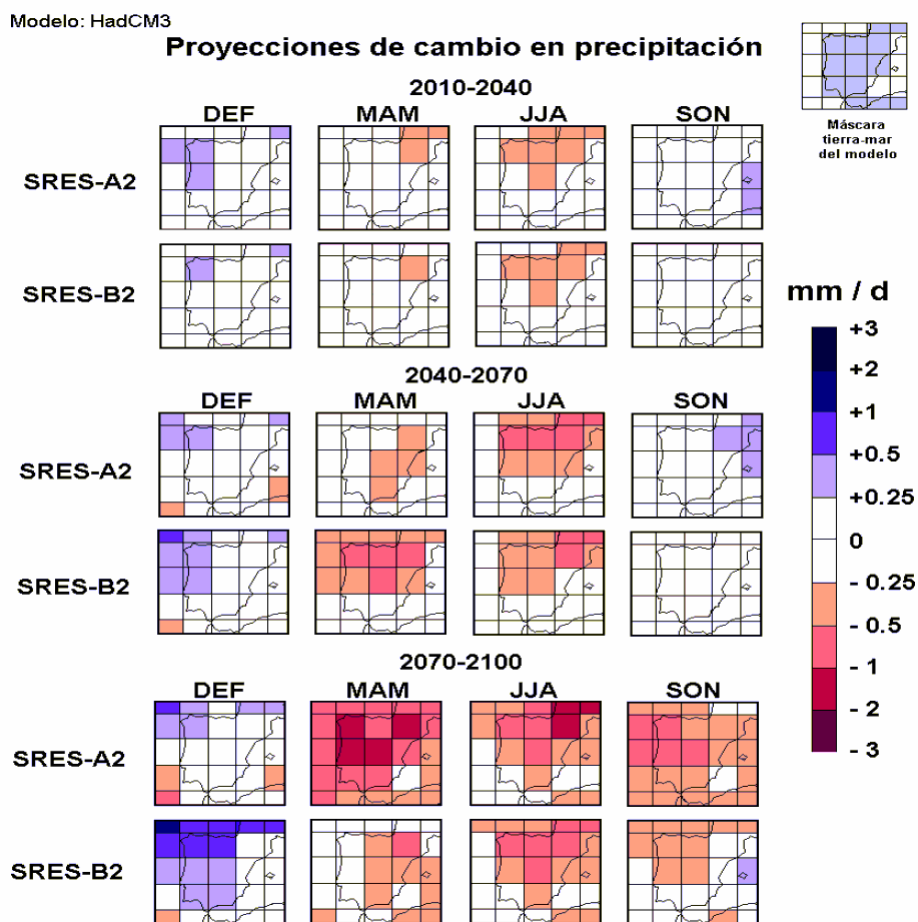 Modelo: HadCM3
Proyecciones de cambio en precipitación
Máscara
tierra-mar
del modelo
2010-2040
DEF MAM JJA SON
SRES-A2
SRES-B2
2040-2070
DEF MAM JJA SON
SRES-A2
SRES-B2
2070-2100
DEF MAM JJA SON
SRES-A2
SRES-B2
mm / d
+3
+2
+1
+0.5
+0.25
0
- 0.25
- 0.5
- 1
- 2
- 3